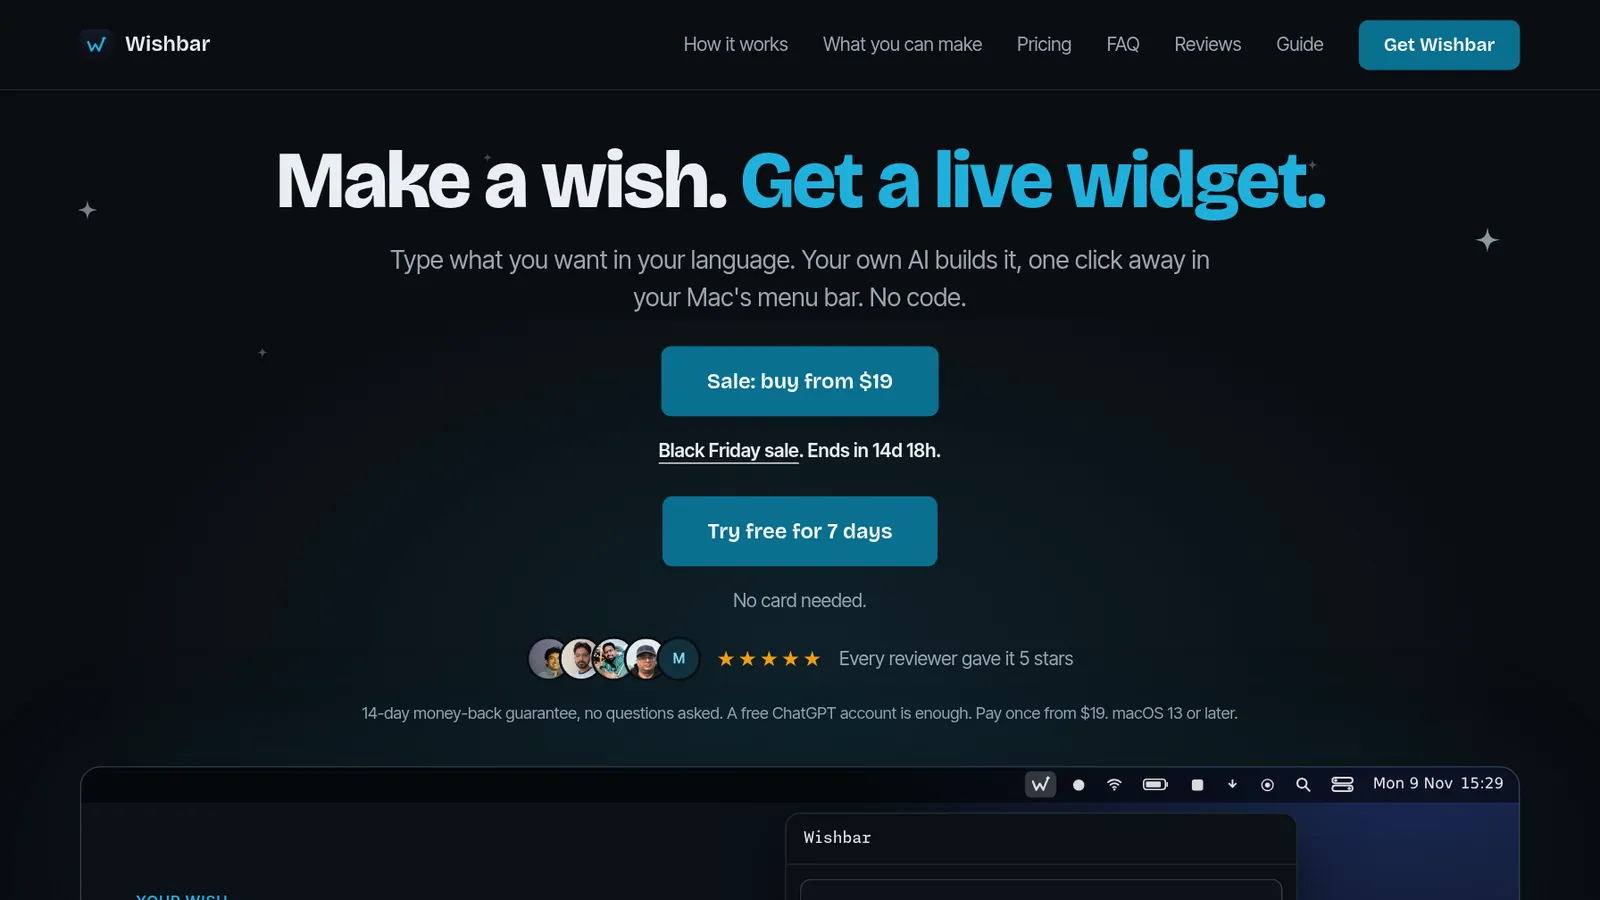 Wishbar
How it works
What you can make
Pricing
FAQ
Reviews
Guide
Get Wishbar
Make a wish. Get a live widget.
Type what you want in your language. Your own AI builds it, one click away in
your Mac's menu bar. No code.
Sale: buy from $19
Black Friday sale. Ends in 14d 18h.
Try free for 7 days
No card needed.
M
★★★★★ Every reviewer gave it 5 stars
14-day money-back guarantee, no questions asked. A free ChatGPT account is enough. Pay once from $19. macOS 13 or later.
Mon 9 Nov 15:29
Wishbar
YOUR WISH